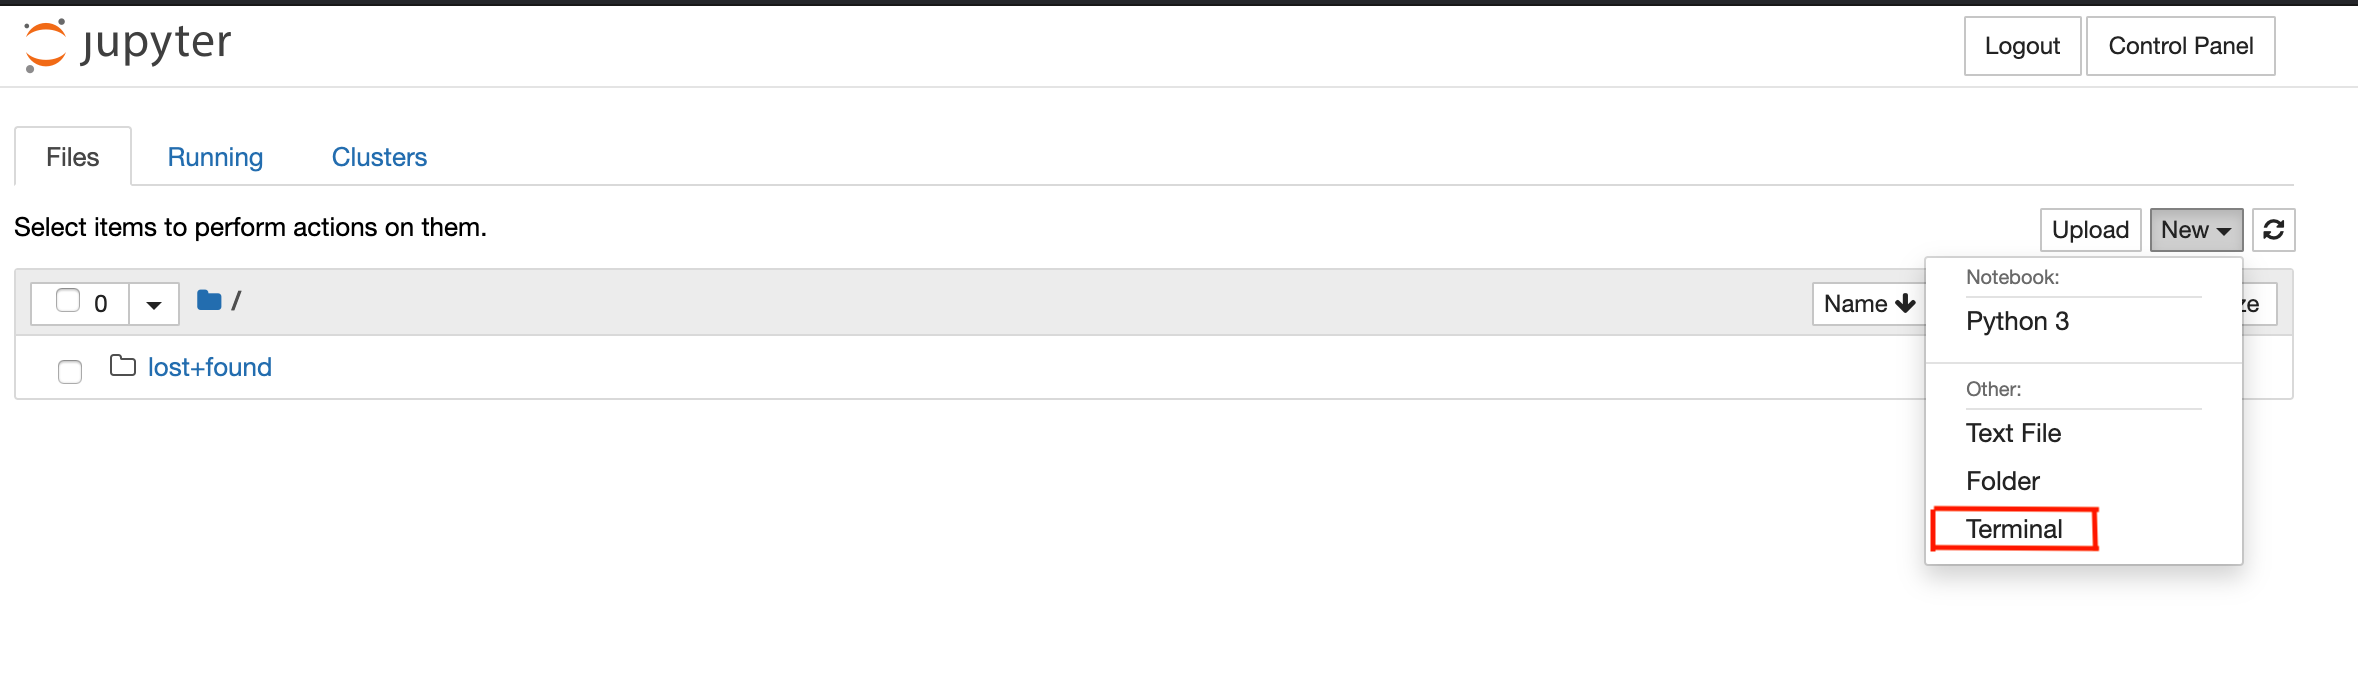 jupyter
Logout
Control Panel
Files
Running
Clusters
Select items to perform actions on them.
Upload
New
0
/
Name
Notebook:
Python 3
Other:
Text File
Folder
Terminal
lost+found